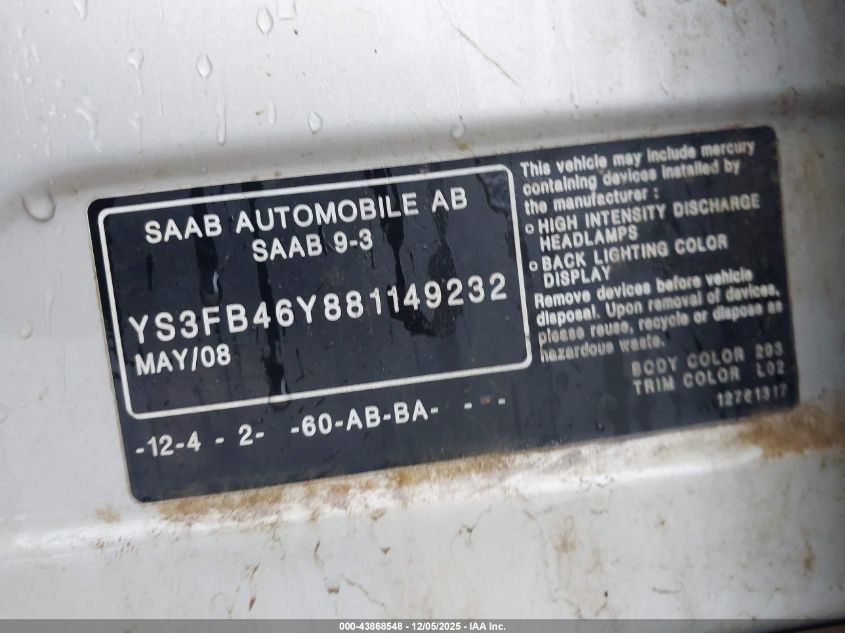 SAAB AUTOMOBILE AB
SAAB 9-3
YS3FB46Y881149232
MAY/08
-12-4 - 2- -60-AB-BA- - - -
This vehicle may include mercury
containing devices installed by
the manufacturer :
o HIGH INTENSITY DISCHARGE
HEADLAMPS
o BACK LIGHTING COLOR
DISPLAY
Remove devices before vehicle
disposal. Upon removal of devices,
please reuse, recycle or dispose as
hazardous waste.
BODY COLOR 293
TRIM COLOR L02
12761317
000-43868548 - 12/05/2025 - IAA Inc.